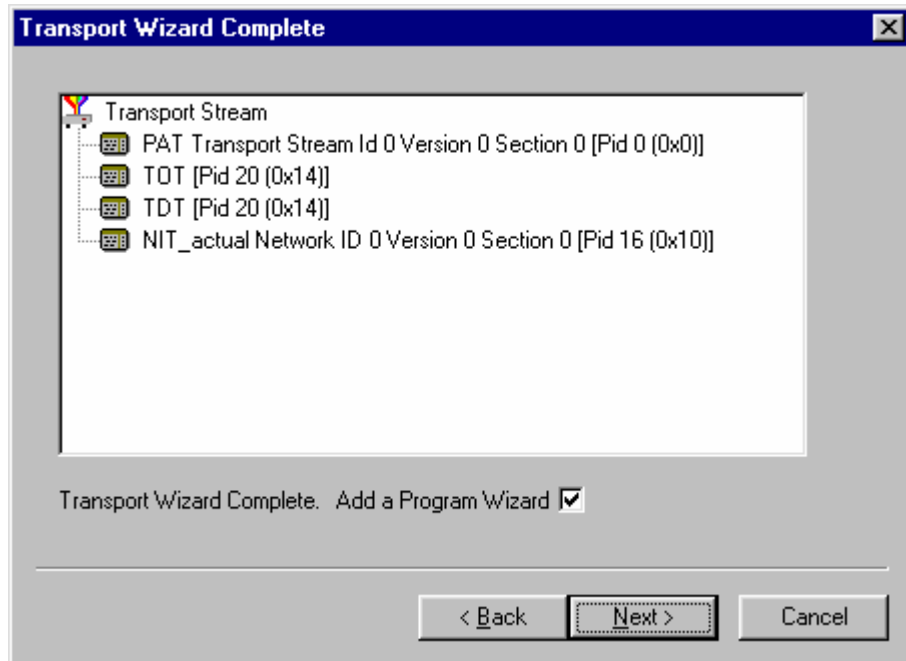 Transport Wizard Complete
Transport Stream
PAT Transport Stream Id 0 Version 0 Section 0 [Pid 0 (0x0)]
TOT [Pid 20 (0x14)]
TDT [Pid 20 (0x14)]
NIT_actual Network ID 0 Version 0 Section 0 [Pid 16 (0x10)]
Transport Wizard Complete. Add a Program Wizard
< Back Next > Cancel